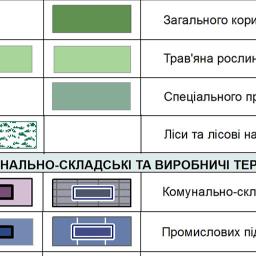 Загального кори
Трав'яна рослин
Спеціального пр
Ліси та лісові на
НАЛЬНО-СКЛАДСЬКІ ТА ВИРОБНИЧІ ТЕР
Комунально-скл
Промислових під